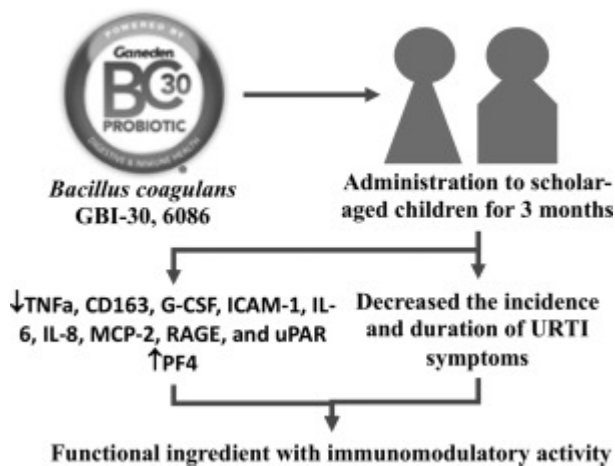 POWERED BY
Ganeden
BC30
PROBIOTIC
DIGESTIVE & IMMUNE HEALTH
Bacillus coagulans
GBI-30, 6086
Administration to scholar-
aged children for 3 months
↓TNFa, CD163, G-CSF, ICAM-1, IL-
6, IL-8, MCP-2, RAGE, and uPAR
↑PF4
Decreased the incidence
and duration of URTI
symptoms
Functional ingredient with immunomodulatory activity